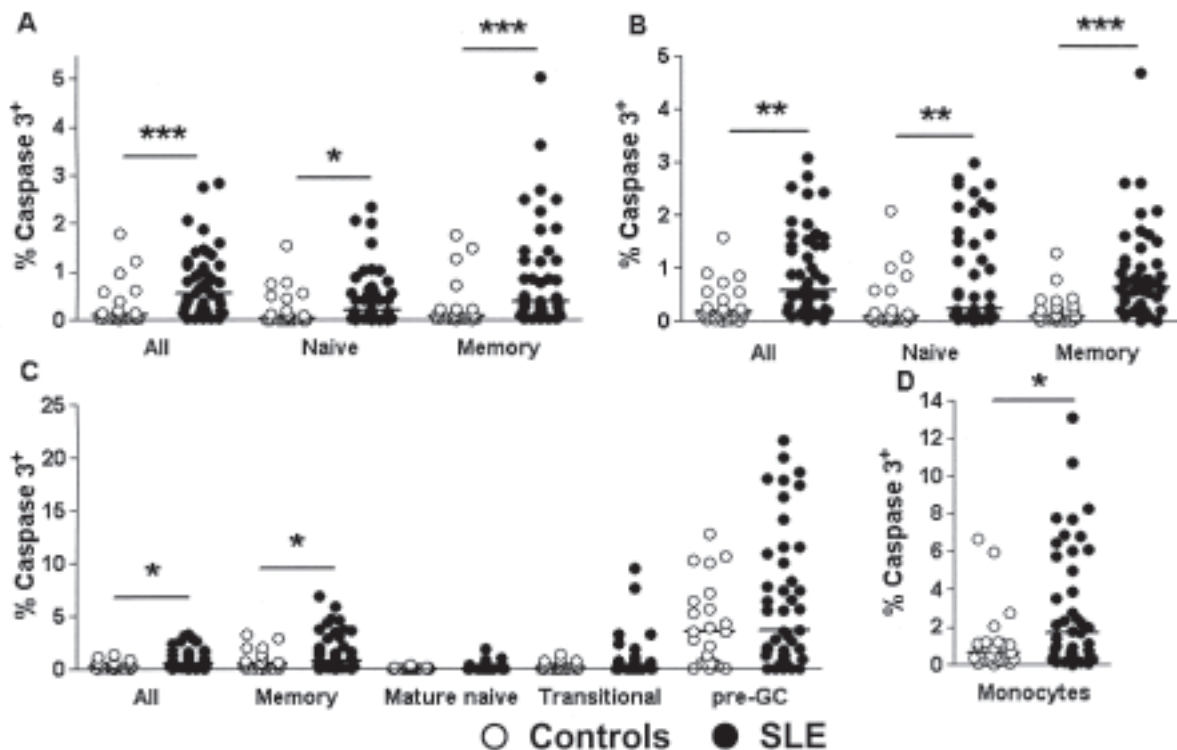 A
B
***
***
***
**
**
*
% Caspase 3+
5
4
3
2
1
0
All
Naive
Memory
% Caspase 3+
5
4
3
2
1
0
All
Naive
Memory
C
D
*
*
*
% Caspase 3+
25
20
15
10
5
0
All
Memory
Mature naive
Transitional
pre-GC
% Caspase 3+
14
12
10
8
6
4
2
0
Monocytes
Controls
SLE